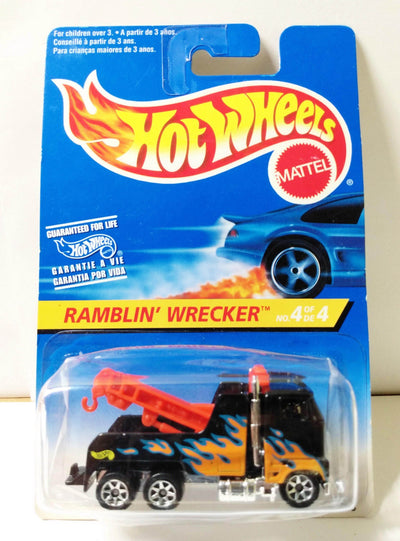 For children over 3. • A partir de 3 años.
Conseillé à partir de 3 ans.
Para crianças maiores de 3 anos.
HOT WHEELS
MATTEL
®
GUARANTEED FOR LIFE
Hot Wheels
GARANTIE À VIE
GARANTIA POR VIDA
RAMBLIN' WRECKER™
NO. 4 OF DE 4